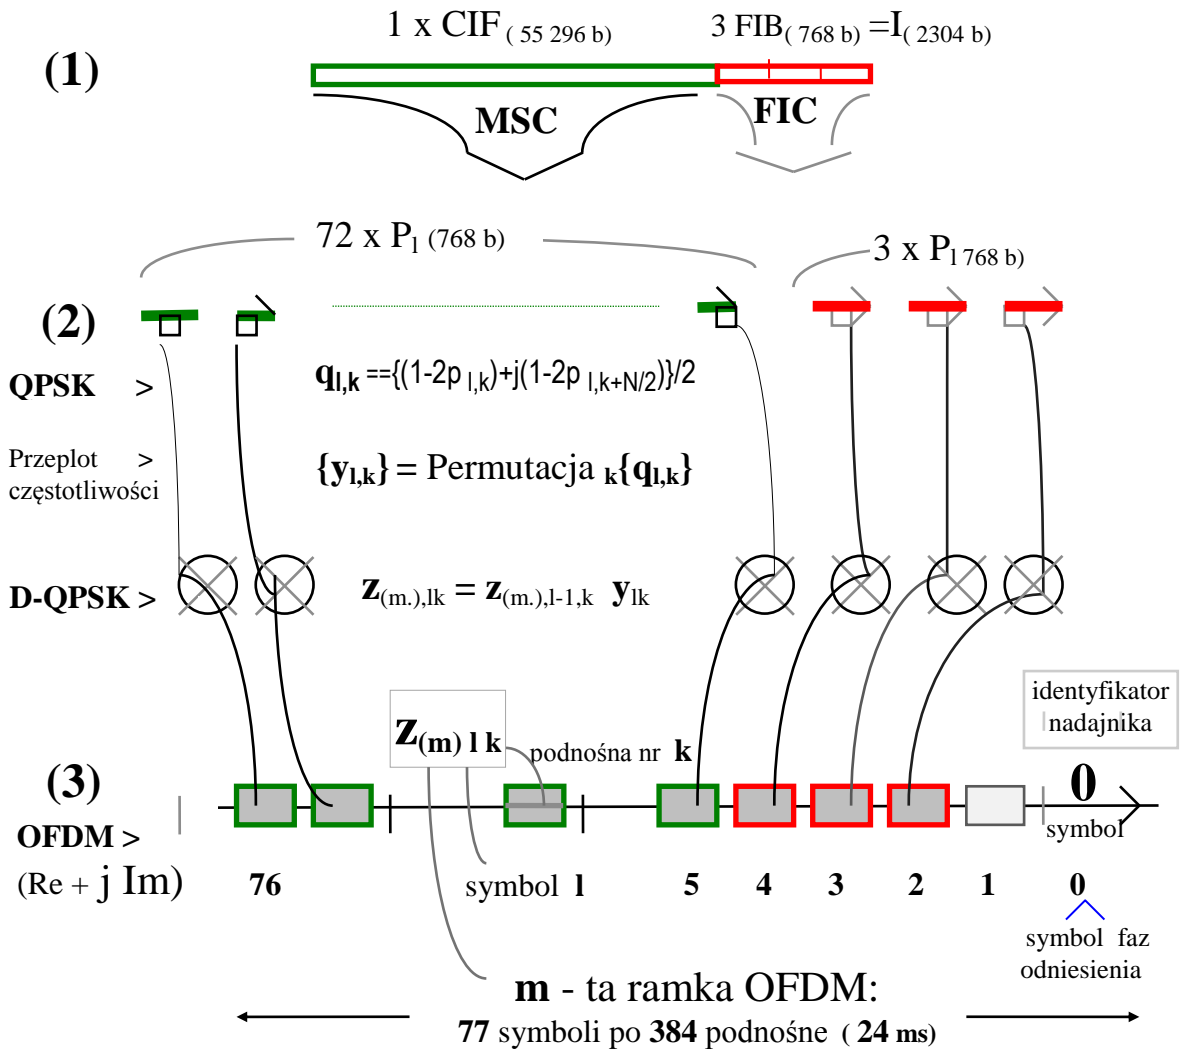 1 x CIF ( 55 296 b ) 3 FIB( 768 b) =I( 2304 b)
(1)
MSC FIC
72 x Pl (768 b) 3 x Pl 768 b)
(2)
QPSK > ql,k =={(1-2p l,k)+j(1-2p l,k+N/2)}/2
Przeplot >
częstotliwości
{yl,k} = Permutacja k{ql,k}
D-QPSK > z(m.),lk = z(m.),l-1,k ylk
identyfikator
nadajnika
z(m) l k podnośna nr k
(3) 0
OFDM > symbol
(Re + j Im) 76 symbol l 5 4 3 2 1 0
symbol faz
odniesienia
m - ta ramka OFDM:
77 symboli po 384 podnośne ( 24 ms)